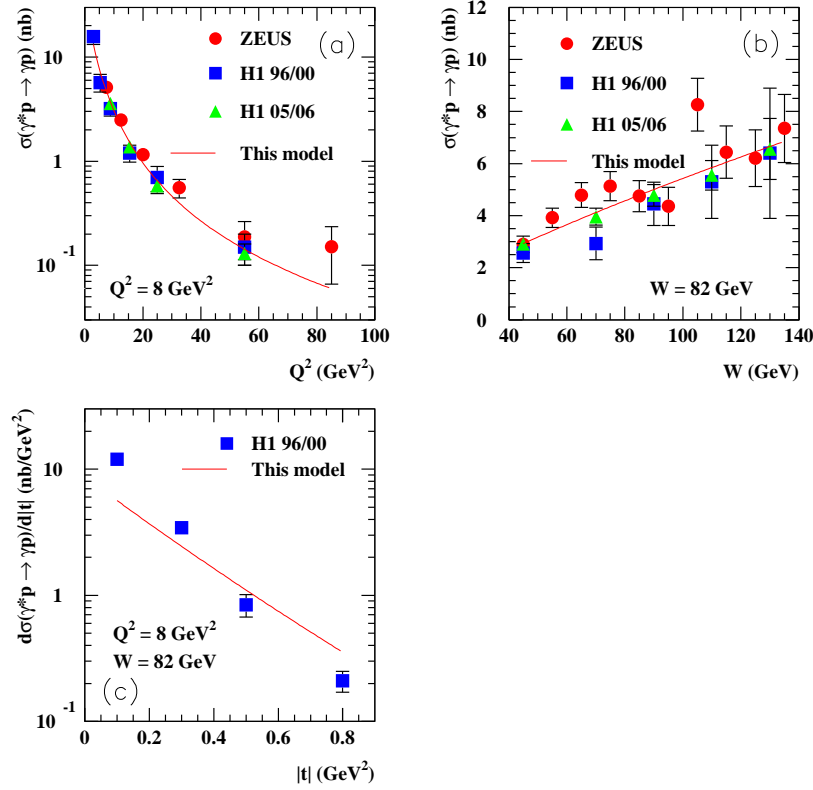 σ(γ*p → γp) (nb)
10
1
10⁻¹
ZEUS
H1 96/00
H1 05/06
This model
(a)
Q² = 8 GeV²
0 20 40 60 80 100
Q² (GeV²)
σ(γ*p → γp) (nb)
12
10
8
6
4
2
0
ZEUS
H1 96/00
H1 05/06
This model
(b)
W = 82 GeV
40 60 80 100 120 140
W (GeV)
dσ(γ*p → γp)/d|t| (nb/GeV²)
10
1
10⁻¹
H1 96/00
This model
Q² = 8 GeV²
W = 82 GeV
(c)
0 0.2 0.4 0.6 0.8
|t| (GeV²)